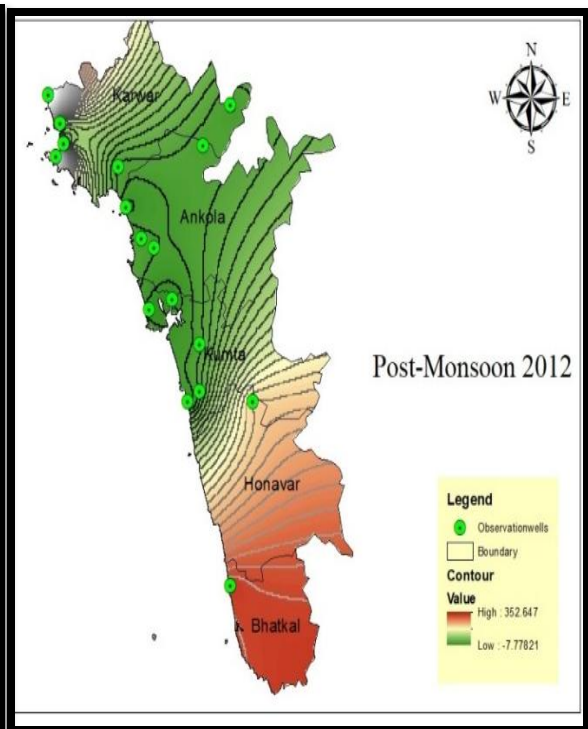 N
W E
S
Karwar
Ankola
Kumta
Post-Monsoon 2012
Honavar
Bhatkal
Legend
Observationwells
Boundary
Contour
Value
High : 352.647
Low : -7.77821